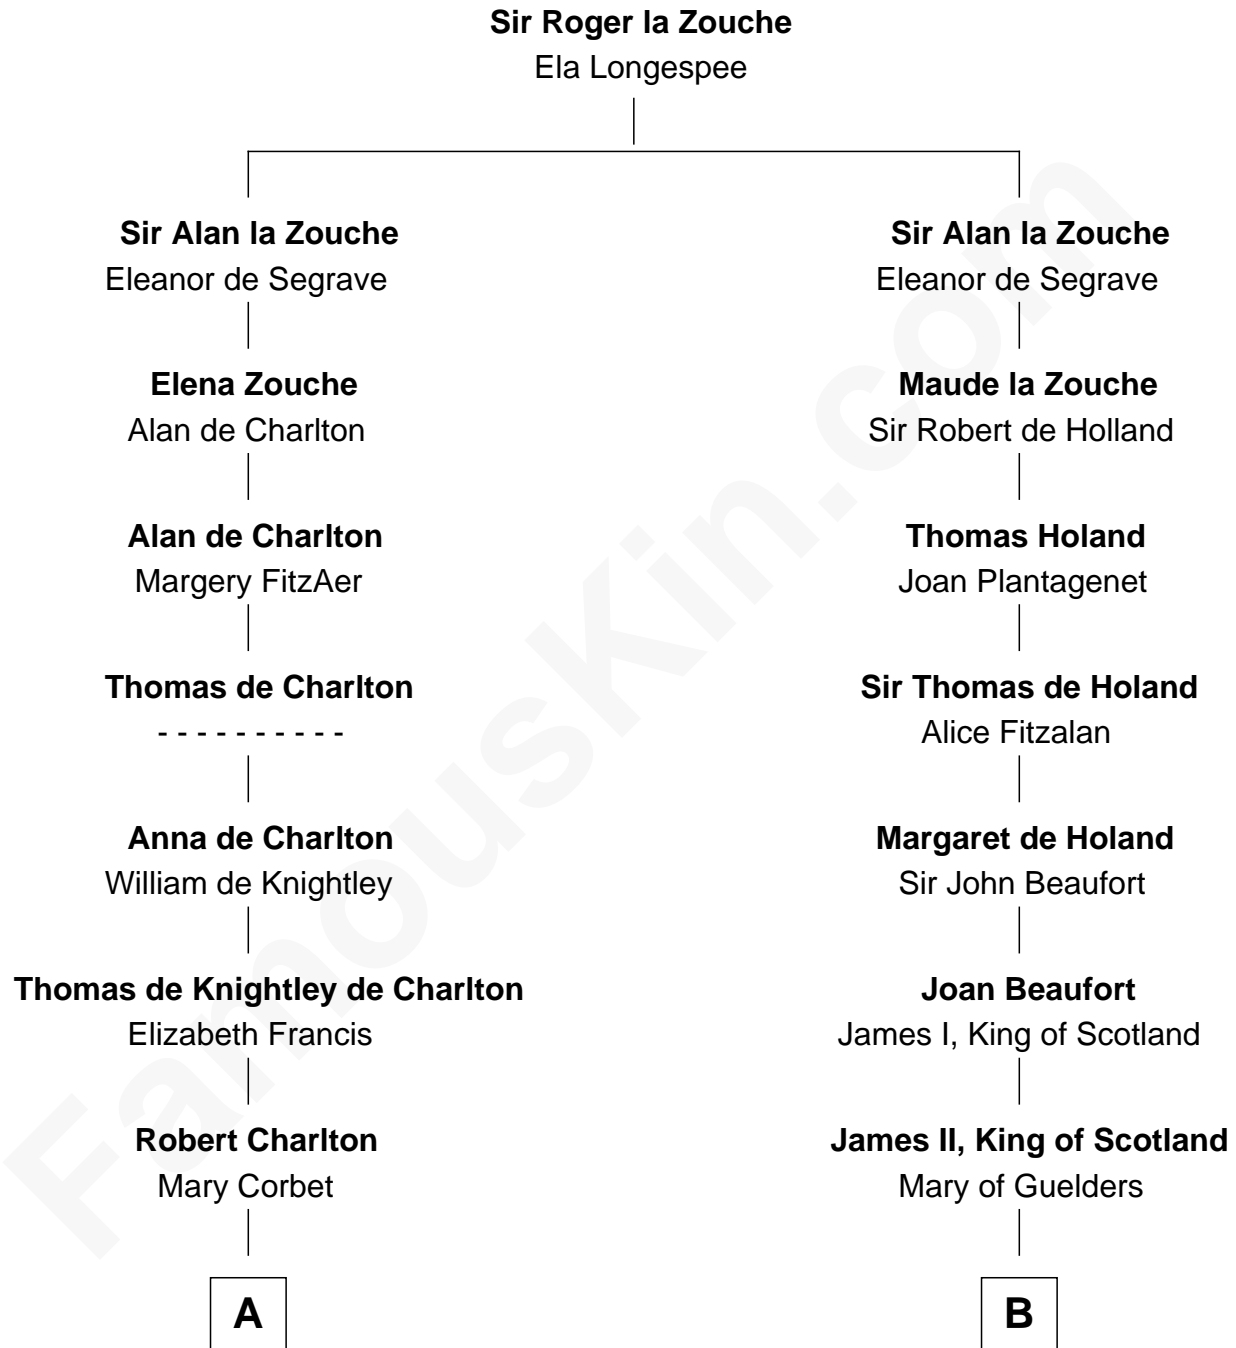 Sir Roger la Zouche
Ela Longespee
Sir Alan la Zouche
Eleanor de Segrave
Sir Alan la Zouche
Eleanor de Segrave
Elena Zouche
Alan de Charlton
Maude la Zouche
Sir Robert de Holland
Alan de Charlton
Margery FitzAer
Thomas Holand
Joan Plantagenet
Thomas de Charlton
- - - - - - - - - -
Sir Thomas de Holand
Alice Fitzalan
Anna de Charlton
William de Knightley
Margaret de Holand
Sir John Beaufort
Thomas de Knightley de Charlton
Elizabeth Francis
Joan Beaufort
James I, King of Scotland
Robert Charlton
Mary Corbet
James II, King of Scotland
Mary of Guelders
A
B
FamousKin.com